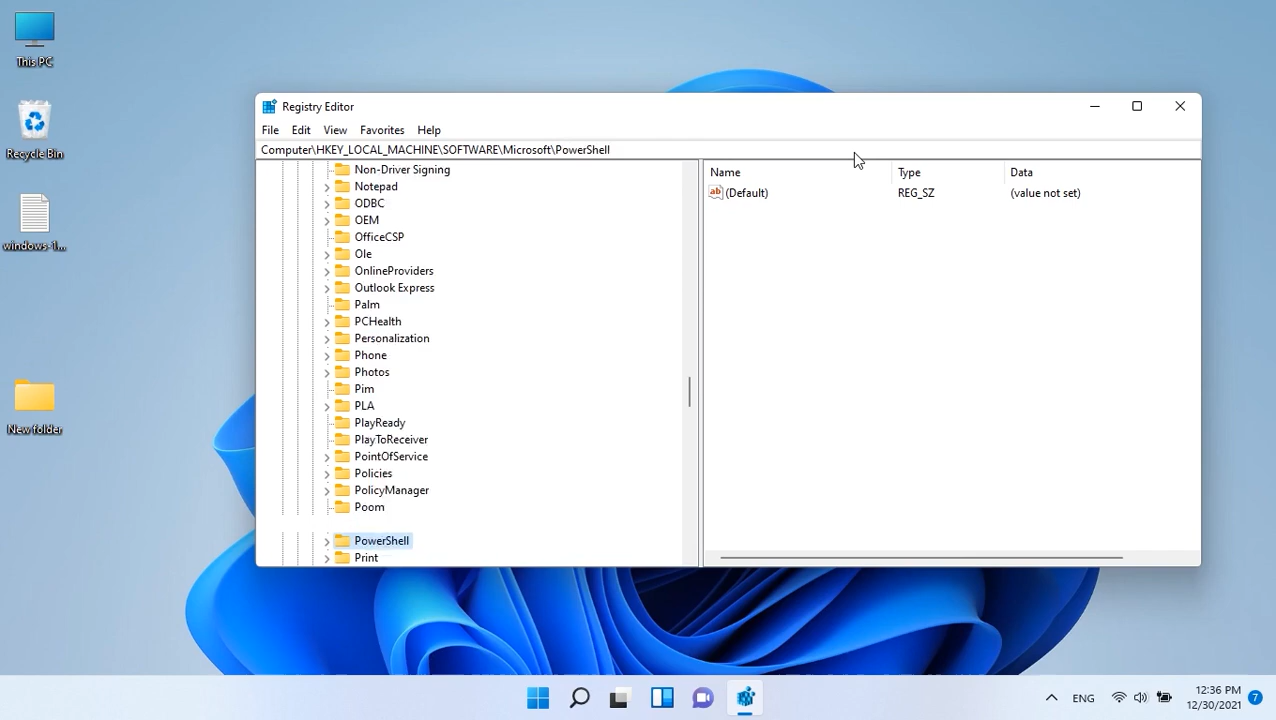 This PC
Recycle Bin
windows-1...
New folder
Registry Editor
File Edit View Favorites Help
Computer\HKEY_LOCAL_MACHINE\SOFTWARE\Microsoft\PowerShell
Non-Driver Signing
Notepad
ODBC
OEM
OfficeCSP
Ole
OnlineProviders
Outlook Express
Palm
PCHealth
Personalization
Phone
Photos
Pim
PLA
PlayReady
PlayToReceiver
PointOfService
Policies
PolicyManager
Poom
PowerShell
Print
Name Type Data
ab (Default) REG_SZ (value not set)
ENG
12:36 PM
12/30/2021
7